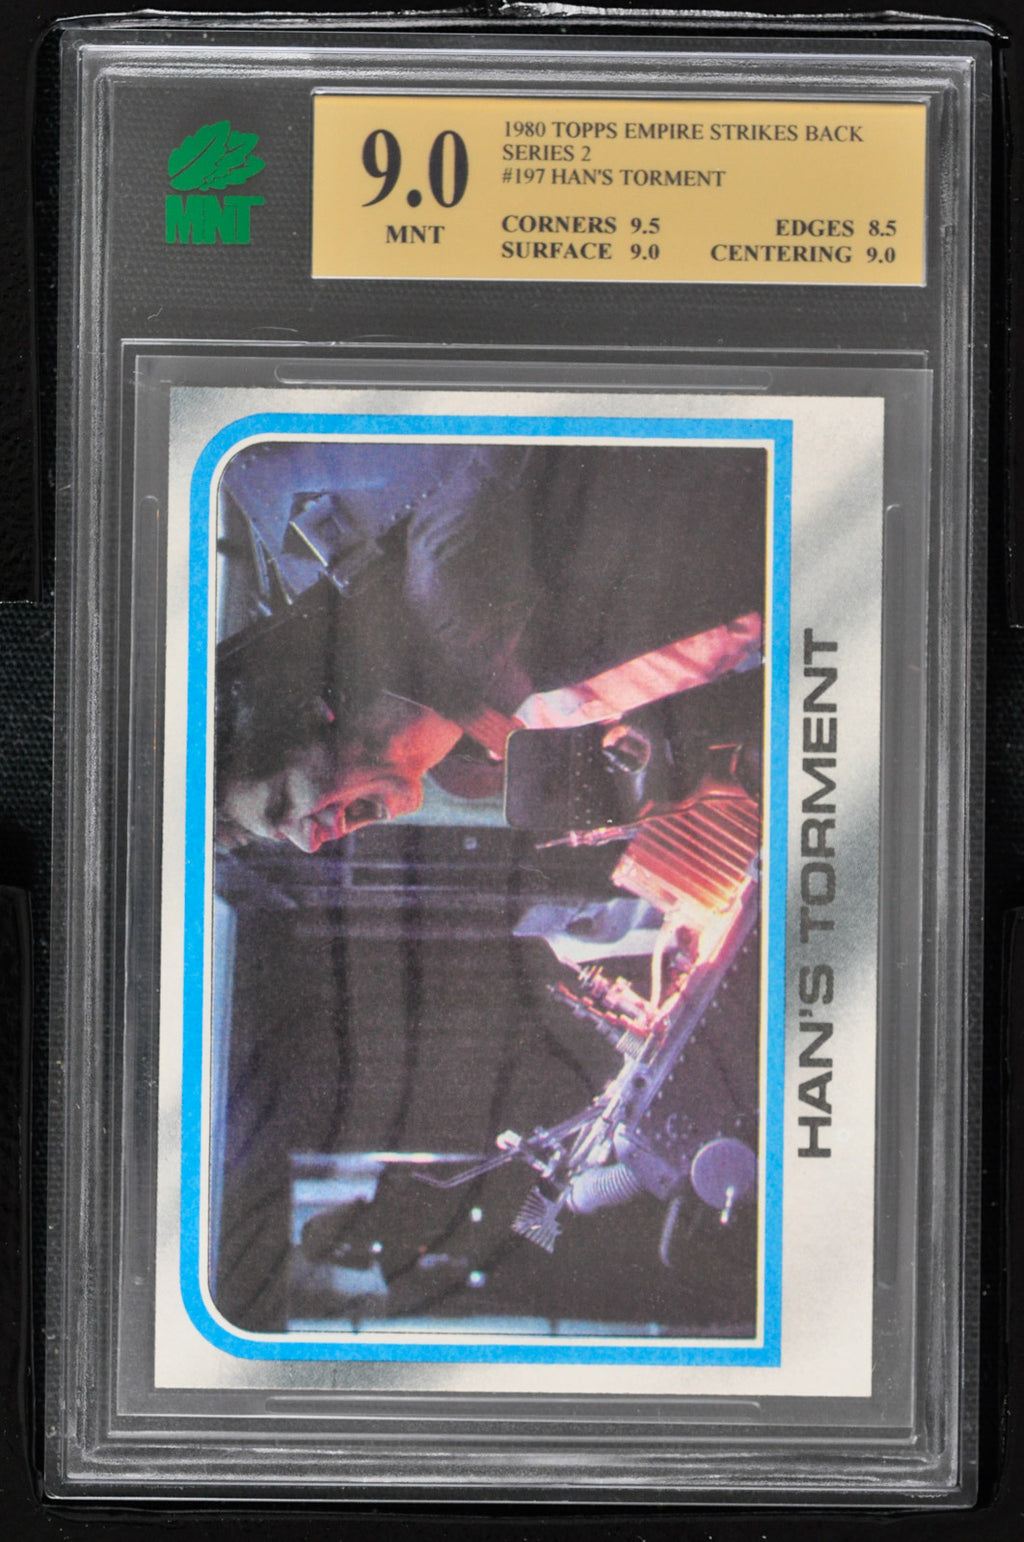 MNT
9.0
MNT
1980 TOPPS EMPIRE STRIKES BACK
SERIES 2
#197 HAN'S TORMENT
CORNERS 9.5
EDGES 8.5
SURFACE 9.0
CENTERING 9.0
HAN'S TORMENT